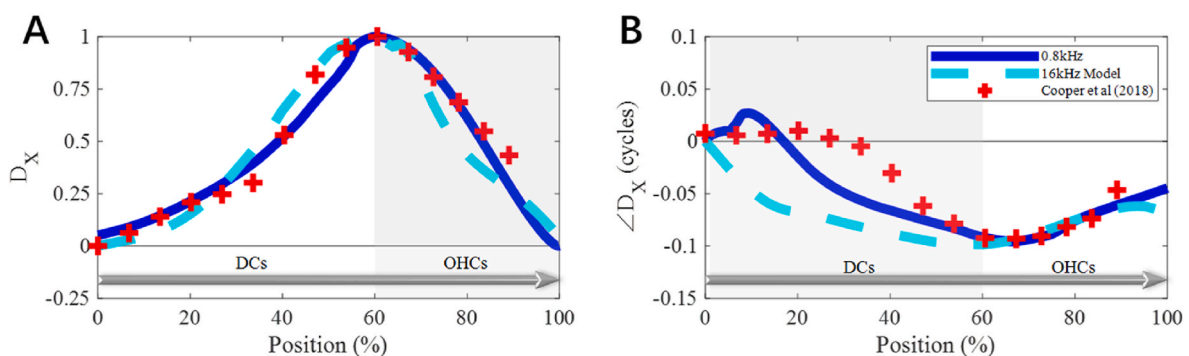 A
1
0.75
0.5
0.25
0
-0.25
D_X
DCs
OHCs
0
20
40
60
80
100
Position (%)
B
0.1
0.05
0
-0.05
-0.1
-0.15
∠D_X (cycles)
0.8kHz
16kHz Model
Cooper et al (2018)
DCs
OHCs
0
20
40
60
80
100
Position (%)